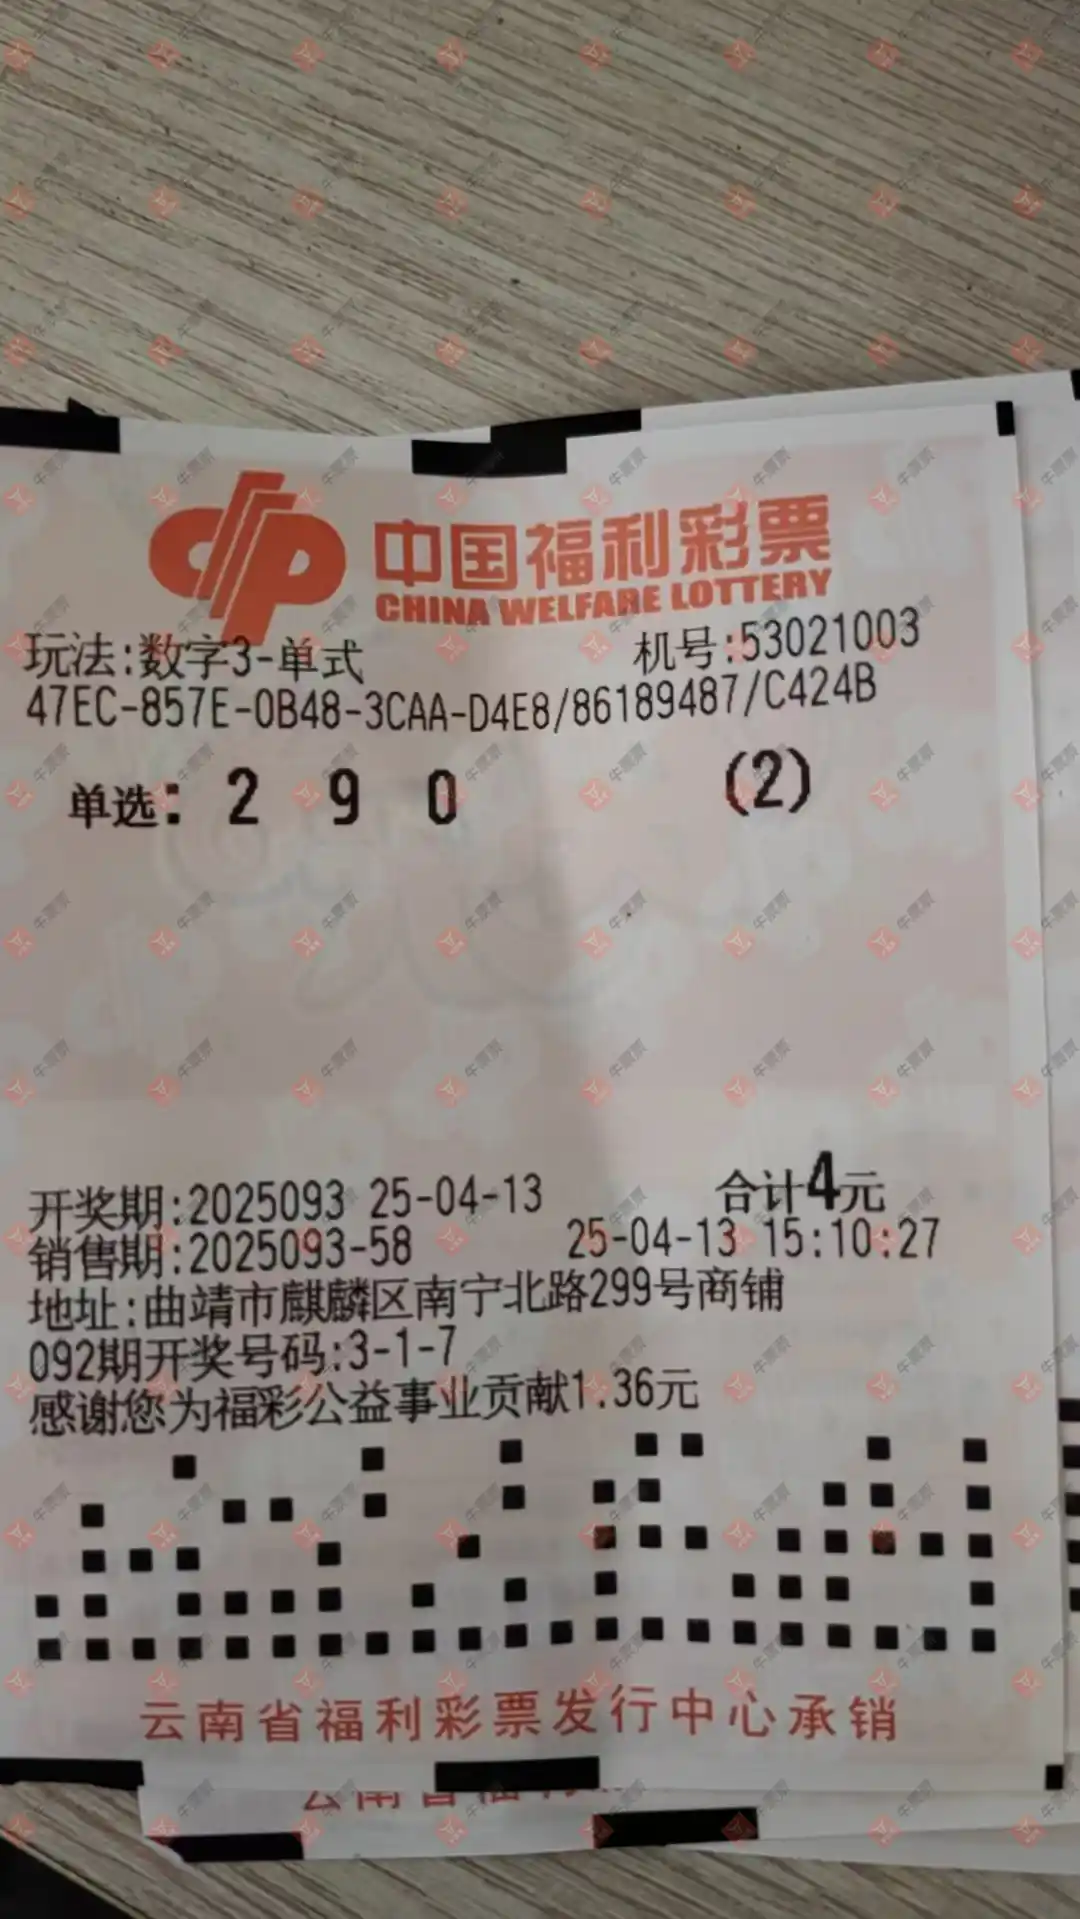 中国福利彩票
CHINA WELFARE LOTTERY
玩法:数字3-单式 机号:53021003
47EC-857E-0B48-3CAA-D4E8/86189487/C424B
单选: 2 9 0 (2)
开奖期:2025093 25-04-13 合计4元
销售期:2025093-58 25-04-13 15:10:27
地址:曲靖市麒麟区南宁北路299号商铺
092期开奖号码:3-1-7
感谢您为福彩公益事业贡献1.36元
云南省福利彩票发行中心承销